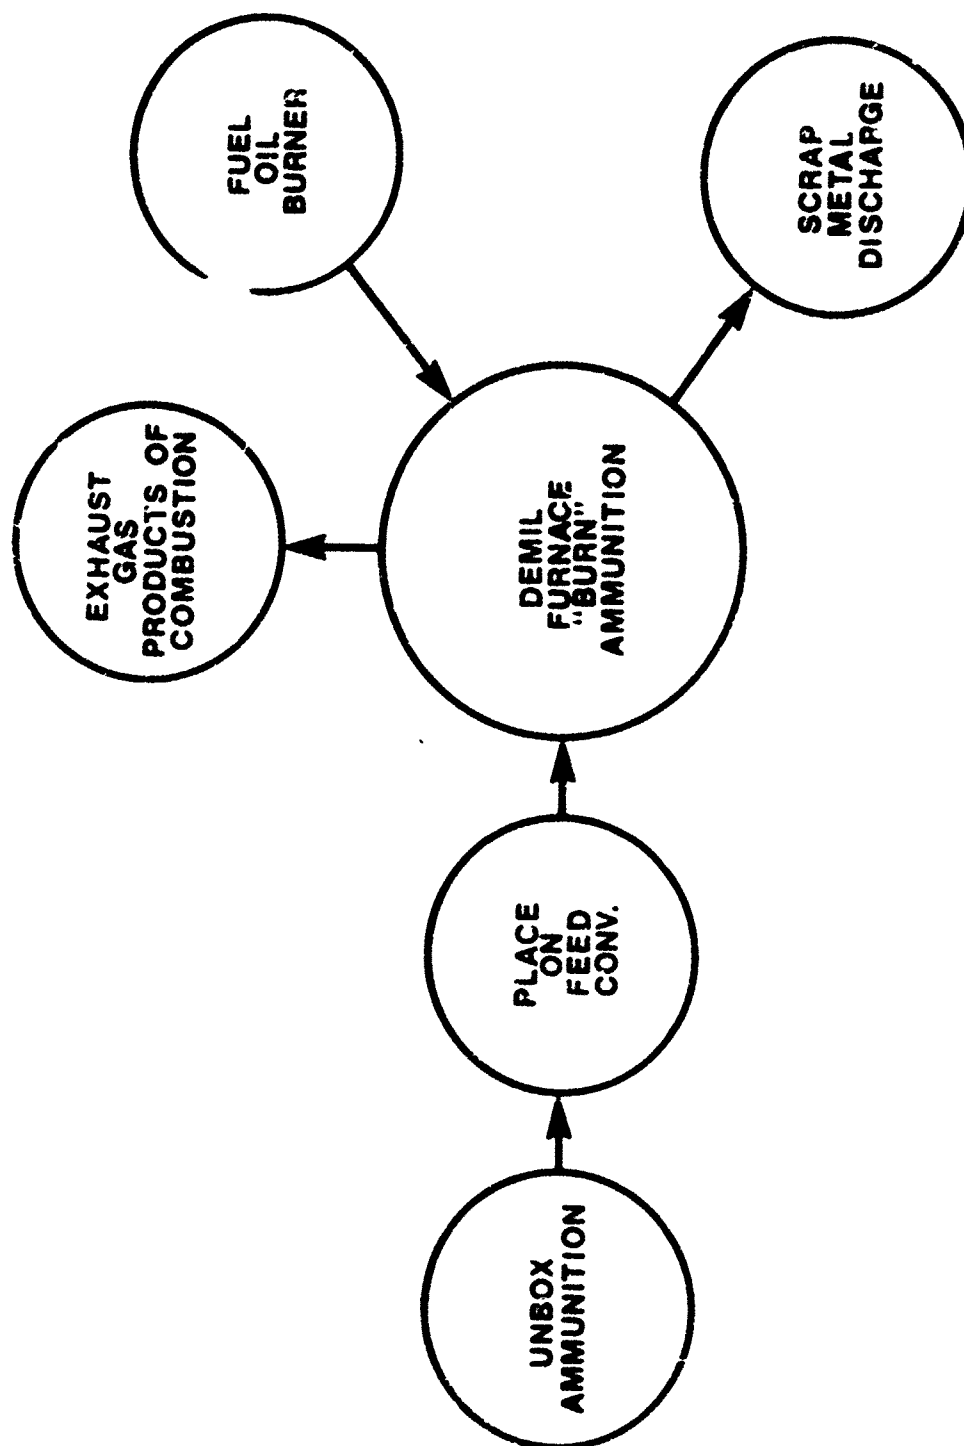 UNBOX
AMMUNITION
PLACE
ON
FEED
CONV.
DEMIL
FURNACE
"BURN"
AMMUNITION
EXHAUST
GAS
PRODUCTS OF
COMBUSTION
FUEL
OIL
BURNER
SCRAP
METAL
DISCHARGE